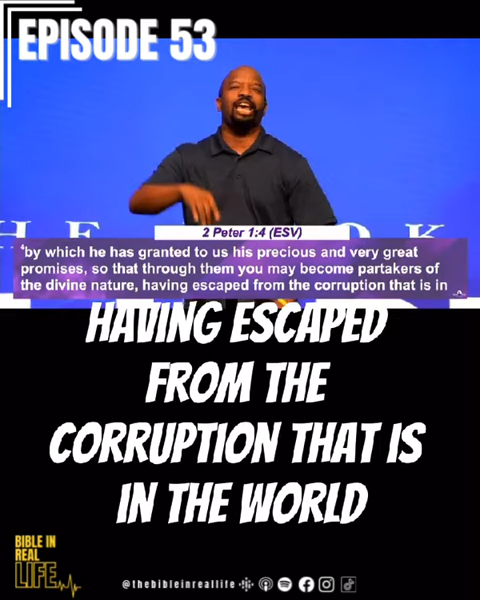 EPISODE 53
HE OK
2 Peter 1:4 (ESV)
4by which he has granted to us his precious and very great
promises, so that through them you may become partakers of
the divine nature, having escaped from the corruption that is in
HAVING ESCAPED
FROM THE
CORRUPTION THAT IS
IN THE WORLD
BIBLE IN
REAL
LIFE
@thebibleinreallife